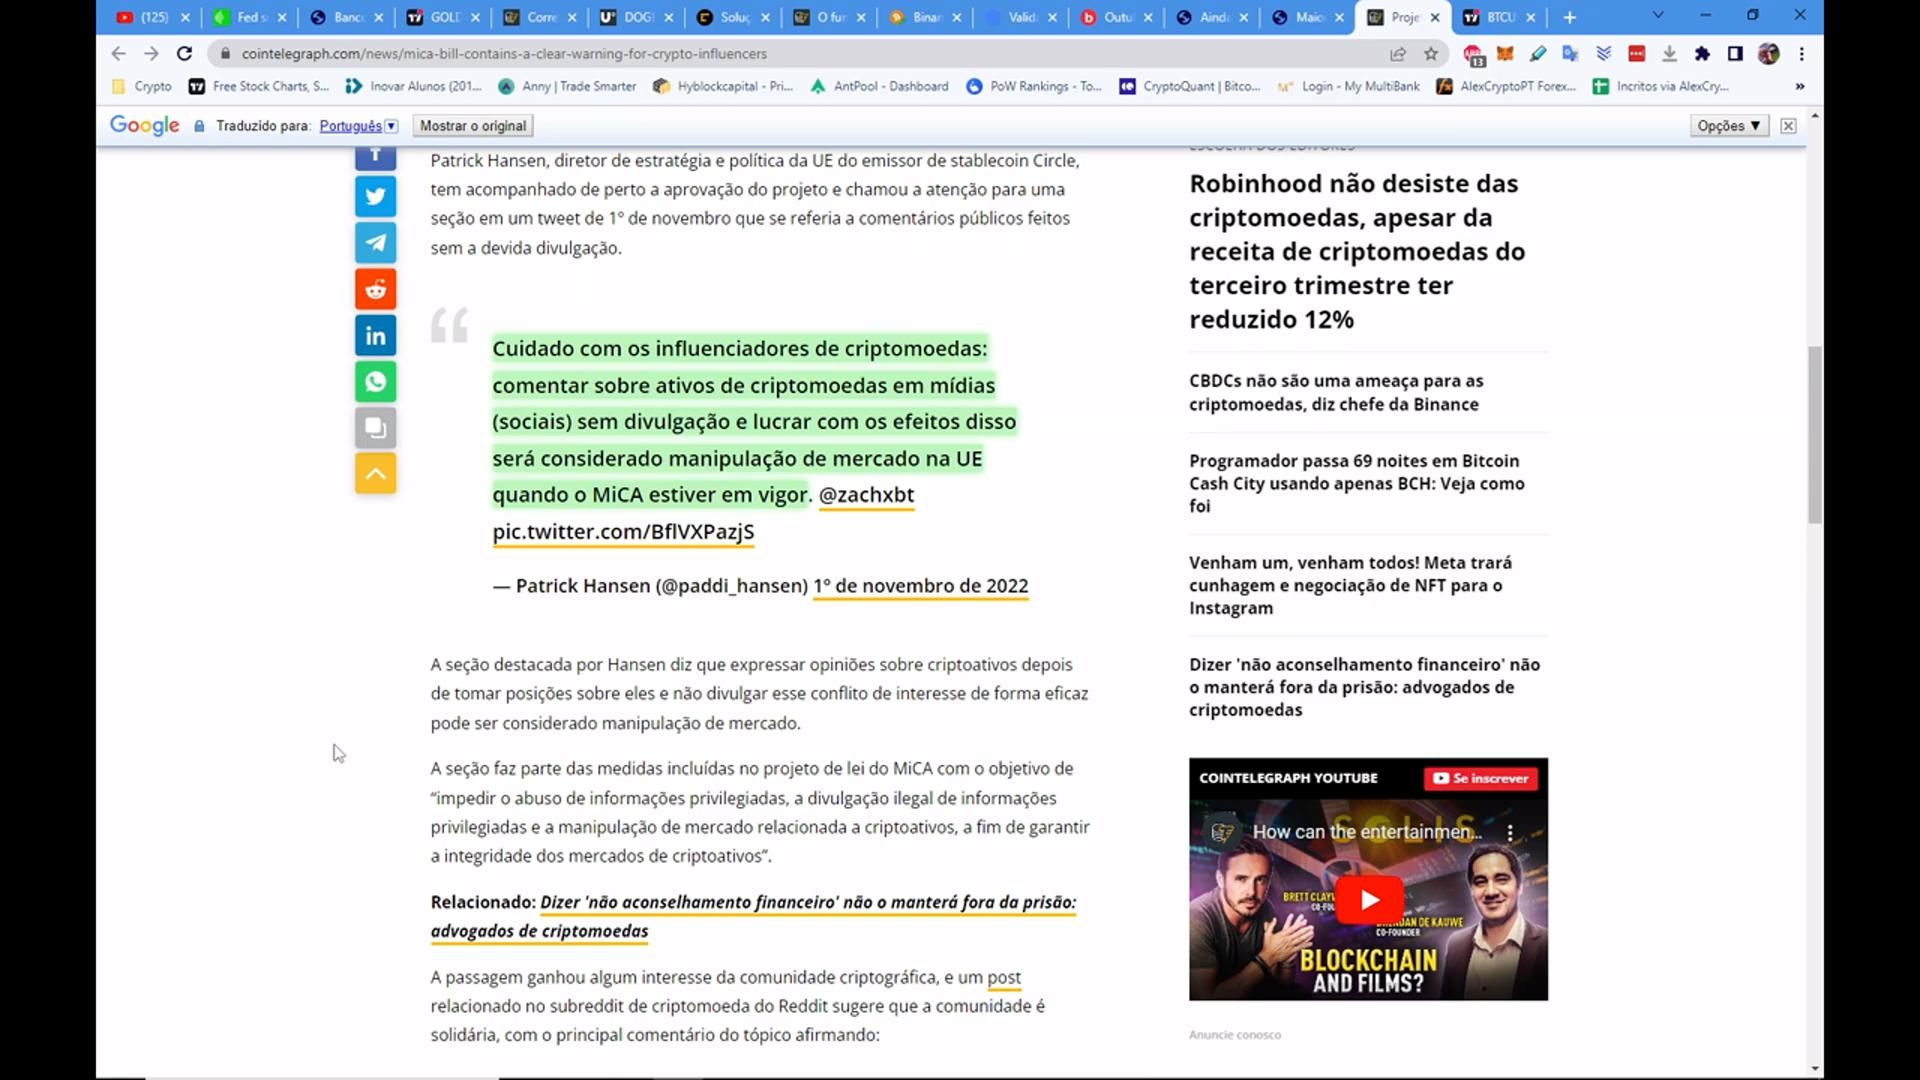 (125)
Fed s
Banc
GOLD
Corre
DOGE
Soluç
O fur
Binan
Valid
Outu
Ainda
Maio
Proje
BTCU
cointelegraph.com/news/mica-bill-contains-a-clear-warning-for-crypto-influencers
13
Crypto
Free Stock Charts, S...
Inovar Alunos (201...
Anny | Trade Smarter
Hyblockcapital - Pri...
AntPool - Dashboard
PoW Rankings - To...
CryptoQuant | Bitco...
Login - My MultiBank
AlexCryptoPT Forex...
Incritos via AlexCry...
Google
Traduzido para: Português
Mostrar o original
Opções ▼
Patrick Hansen, diretor de estratégia e política da UE do emissor de stablecoin Circle,
tem acompanhado de perto a aprovação do projeto e chamou a atenção para uma
seção em um tweet de 1º de novembro que se referia a comentários públicos feitos
sem a devida divulgação.
Cuidado com os influenciadores de criptomoedas:
comentar sobre ativos de criptomoedas em mídias
(sociais) sem divulgação e lucrar com os efeitos disso
será considerado manipulação de mercado na UE
quando o MiCA estiver em vigor. @zachxbt
pic.twitter.com/BflVXPazjS
— Patrick Hansen (@paddi_hansen) 1º de novembro de 2022
A seção destacada por Hansen diz que expressar opiniões sobre criptoativos depois
de tomar posições sobre eles e não divulgar esse conflito de interesse de forma eficaz
pode ser considerado manipulação de mercado.
A seção faz parte das medidas incluídas no projeto de lei do MiCA com o objetivo de
“impedir o abuso de informações privilegiadas, a divulgação ilegal de informações
privilegiadas e a manipulação de mercado relacionada a criptoativos, a fim de garantir
a integridade dos mercados de criptoativos”.
Relacionado: Dizer 'não aconselhamento financeiro' não o manterá fora da prisão:
advogados de criptomoedas
A passagem ganhou algum interesse da comunidade criptográfica, e um post
relacionado no subreddit de criptomoeda do Reddit sugere que a comunidade é
solidária, com o principal comentário do tópico afirmando:
ESCOLHA DOS EDITORES
Robinhood não desiste das
criptomoedas, apesar da
receita de criptomoedas do
terceiro trimestre ter
reduzido 12%
CBDCs não são uma ameaça para as
criptomoedas, diz chefe da Binance
Programador passa 69 noites em Bitcoin
Cash City usando apenas BCH: Veja como
foi
Venham um, venham todos! Meta trará
cunhagem e negociação de NFT para o
Instagram
Dizer 'não aconselhamento financeiro' não
o manterá fora da prisão: advogados de
criptomoedas
COINTELEGRAPH YOUTUBE
Se inscrever
How can the entertainmen...
SOLIS
BRETT CLAY
CO-FOU
DAN DE KAUWE
CO-FOUNDER
BLOCKCHAIN
AND FILMS?
Anuncie conosco